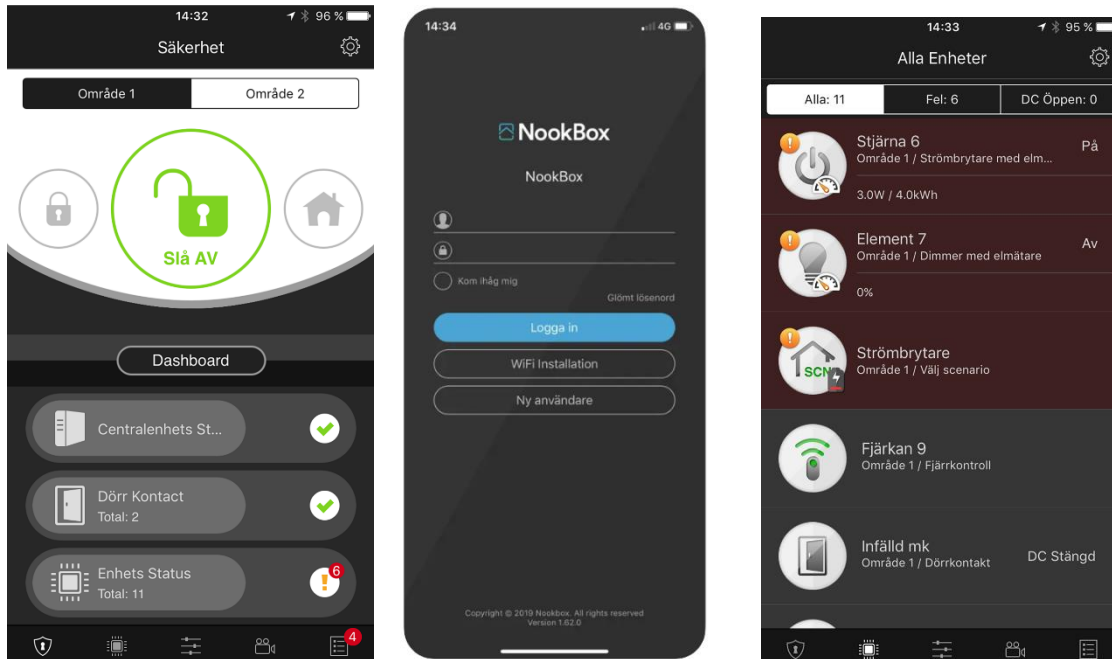 14:32
96 %
Säkerhet
Område 1
Område 2
Slå AV
Dashboard
Centralenhets St...
Dörr Kontact
Total: 2
Enhets Status
Total: 11
6
4
14:34
4G
NookBox
NookBox
Kom ihåg mig
Glömt lösenord
Logga in
WiFi Installation
Ny användare
Copyright © 2019 Nookbox. All rights reserved
Version 1.62.0
14:33
95 %
Alla Enheter
Alla: 11
Fel: 6
DC Öppen: 0
Stjärna 6
På
Område 1 / Strömbrytare med elm...
3.0W / 4.0kWh
Element 7
Av
Område 1 / Dimmer med elmätare
0%
SCN
Strömbrytare
Område 1 / Välj scenario
Fjärkan 9
Område 1 / Fjärrkontroll
Infälld mk
DC Stängd
Område 1 / Dörrkontakt